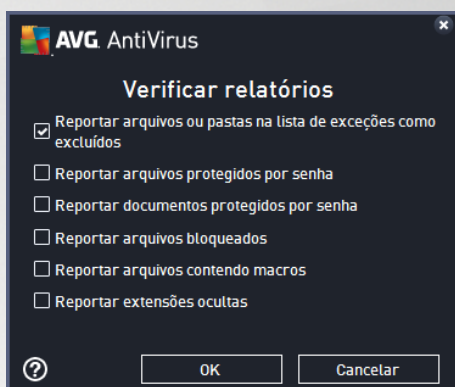 AVG. AntiVirus
Verificar relatórios
Reportar arquivos ou pastas na lista de exceções como
excluídos
Reportar arquivos protegidos por senha
Reportar documentos protegidos por senha
Reportar arquivos bloqueados
Reportar arquivos contendo macros
Reportar extensões ocultas
?
OK
Cancelar